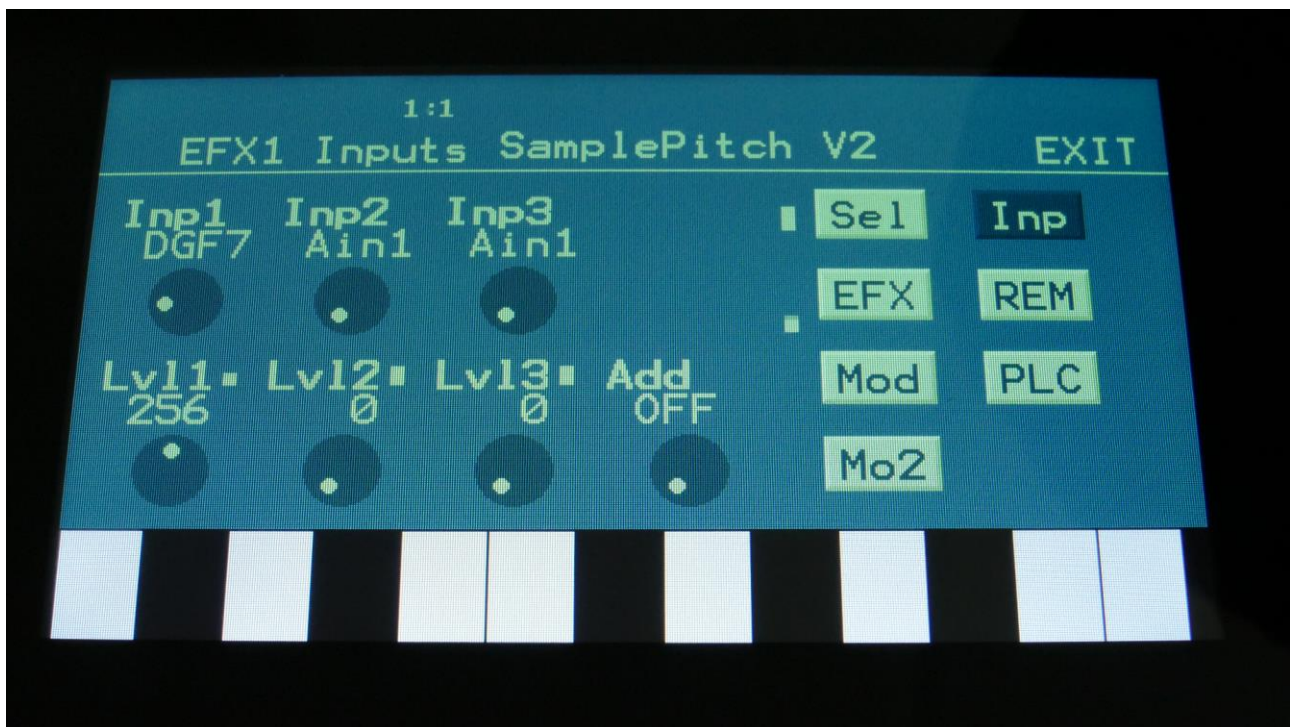 1:1
EFX1 Inputs SamplePitch V2 EXIT
Inp1 Inp2 Inp3 Sel Inp
DGF7 Ain1 Ain1
EFX REM
Lvl1 Lvl2 Lvl3 Add Mod PLC
256 0 0 OFF
Mo2